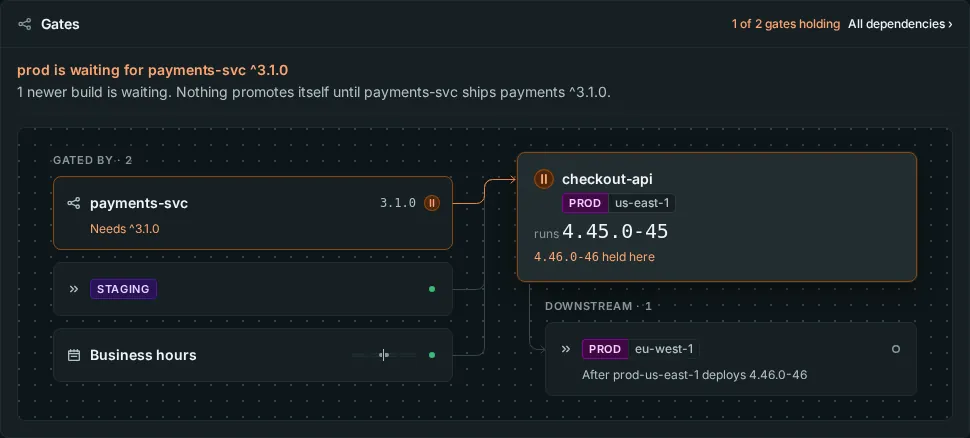 Gates
1 of 2 gates holding All dependencies ›
prod is waiting for payments-svc ^3.1.0
1 newer build is waiting. Nothing promotes itself until payments-svc ships payments ^3.1.0.
GATED BY · 2
payments-svc 3.1.0
Needs ^3.1.0
STAGING
Business hours
checkout-api
PROD us-east-1
runs 4.45.0-45
4.46.0-46 held here
DOWNSTREAM · 1
PROD eu-west-1
After prod-us-east-1 deploys 4.46.0-46